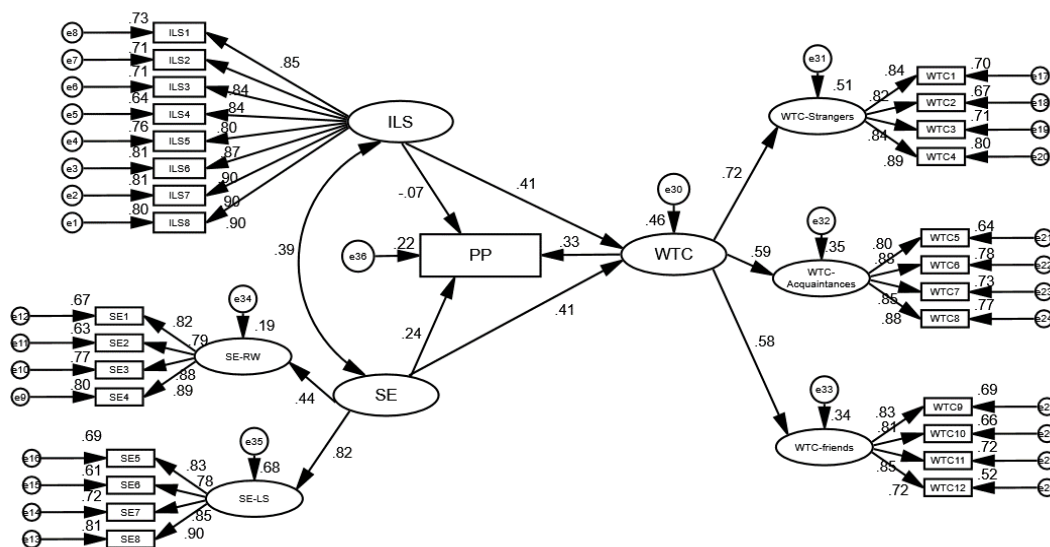 e8 .73 ILS1
e7 .71 ILS2
e6 .71 ILS3
e5 .64 ILS4
e4 .76 ILS5
e3 .81 ILS6
e2 .81 ILS7
e1 .80 ILS8
.85
.84
.84
.80
.87
.90
.90
.90
ILS
-.07
.41
.39
e36 .22 PP .33
.24
.41
SE
.44
.82
e34
.19
SE-RW
e12 .67 SE1 .82
e11 .63 SE2 .79
e10 .77 SE3 .88
e9 .80 SE4 .89
e35
.68
SE-LS
e16 .69 SE5 .83
e15 .61 SE6 .78
e14 .72 SE7 .85
e13 .81 SE8 .90
e30
.46
WTC
.72
.59
.58
e31
.51
WTC-Strangers
.84 WTC1 .70 e17
.82 WTC2 .67 e18
.84 WTC3 .71 e19
.89 WTC4 .80 e20
e32
.35
WTC-
Acquaintances
.80 WTC5 .64
.88 WTC6 .78 e22
.85 WTC7 .73 e23
.88 WTC8 .77 e24
e33
.34
WTC-friends
.83 WTC9 .69
.81 WTC10 .66
.85 WTC11 .72
.72 WTC12 .52